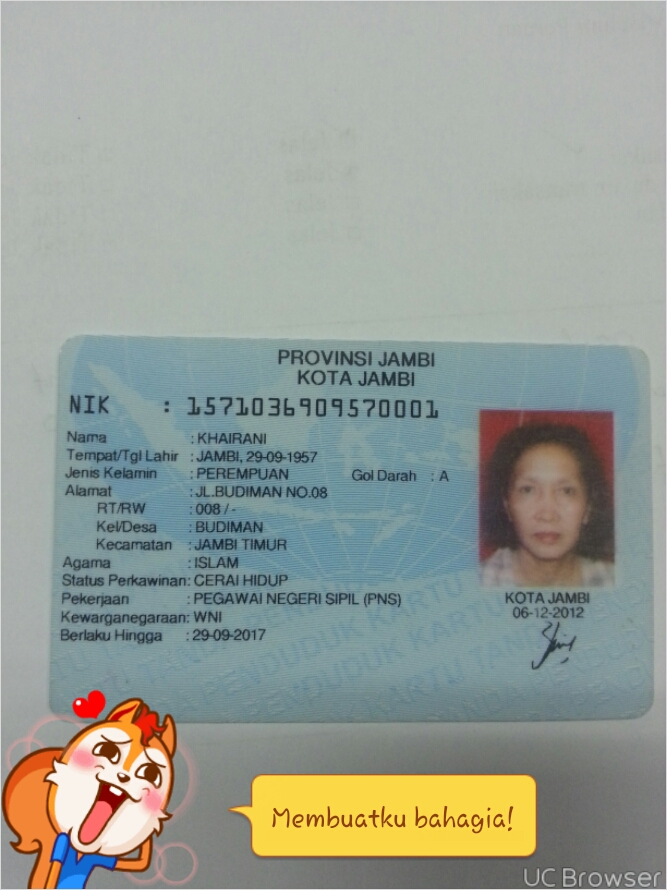 PROVINSI JAMBI
KOTA JAMBI
NIK : 1571036909570001
Nama : KHAIRANI
Tempat/Tgl Lahir : JAMBI, 29-09-1957
Jenis Kelamin : PEREMPUAN Gol Darah : A
Alamat : JL.BUDIMAN NO.08
RT/RW : 008 / -
Kel/Desa : BUDIMAN
Kecamatan : JAMBI TIMUR
Agama : ISLAM
Status Perkawinan: CERAI HIDUP
Pekerjaan : PEGAWAI NEGERI SIPIL (PNS)
Kewarganegaraan: WNI
Berlaku Hingga : 29-09-2017
KOTA JAMBI
06-12-2012
Membuatku bahagia!
UC Browser